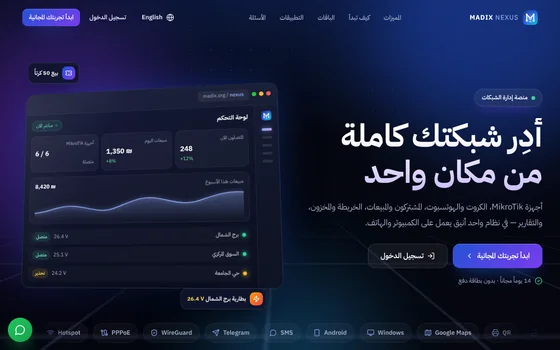 MADIX NEXUS
المميزات
كيف تبدأ
الباقات
التطبيقات
الأسئلة
English
تسجيل الدخول
ابدأ تجربتك المجانية
منصة إدارة الشبكات
أدِر شبكتك كاملة
من مكان واحد
أجهزة MikroTik، الكروت والهوتسبوت، المشتركون والمبيعات، الخريطة والمخزون،
والتقارير — في نظام واحد أنيق يعمل على الكمبيوتر والهاتف.
ابدأ تجربتك المجانية
تسجيل الدخول
14 يوماً مجاناً · بدون بطاقة دفع
بيع 50 كرتاً
madix.org/nexus
لوحة التحكم
مباشر الآن
المتصلون الآن
248
+12%
مبيعات اليوم
1,350 ₪
+8%
أجهزة MikroTik
6 / 6
متصلة
مبيعات هذا الأسبوع
8,420 ₪
برج الشمال
26.4 V
متصل
السوق المركزي
25.1 V
متصل
حي الجامعة
24.2 V
تحذير
بطارية برج الشمال 26.4 V
Hotspot
PPPoE
WireGuard
Telegram
SMS
Android
Windows
Google Maps
QR